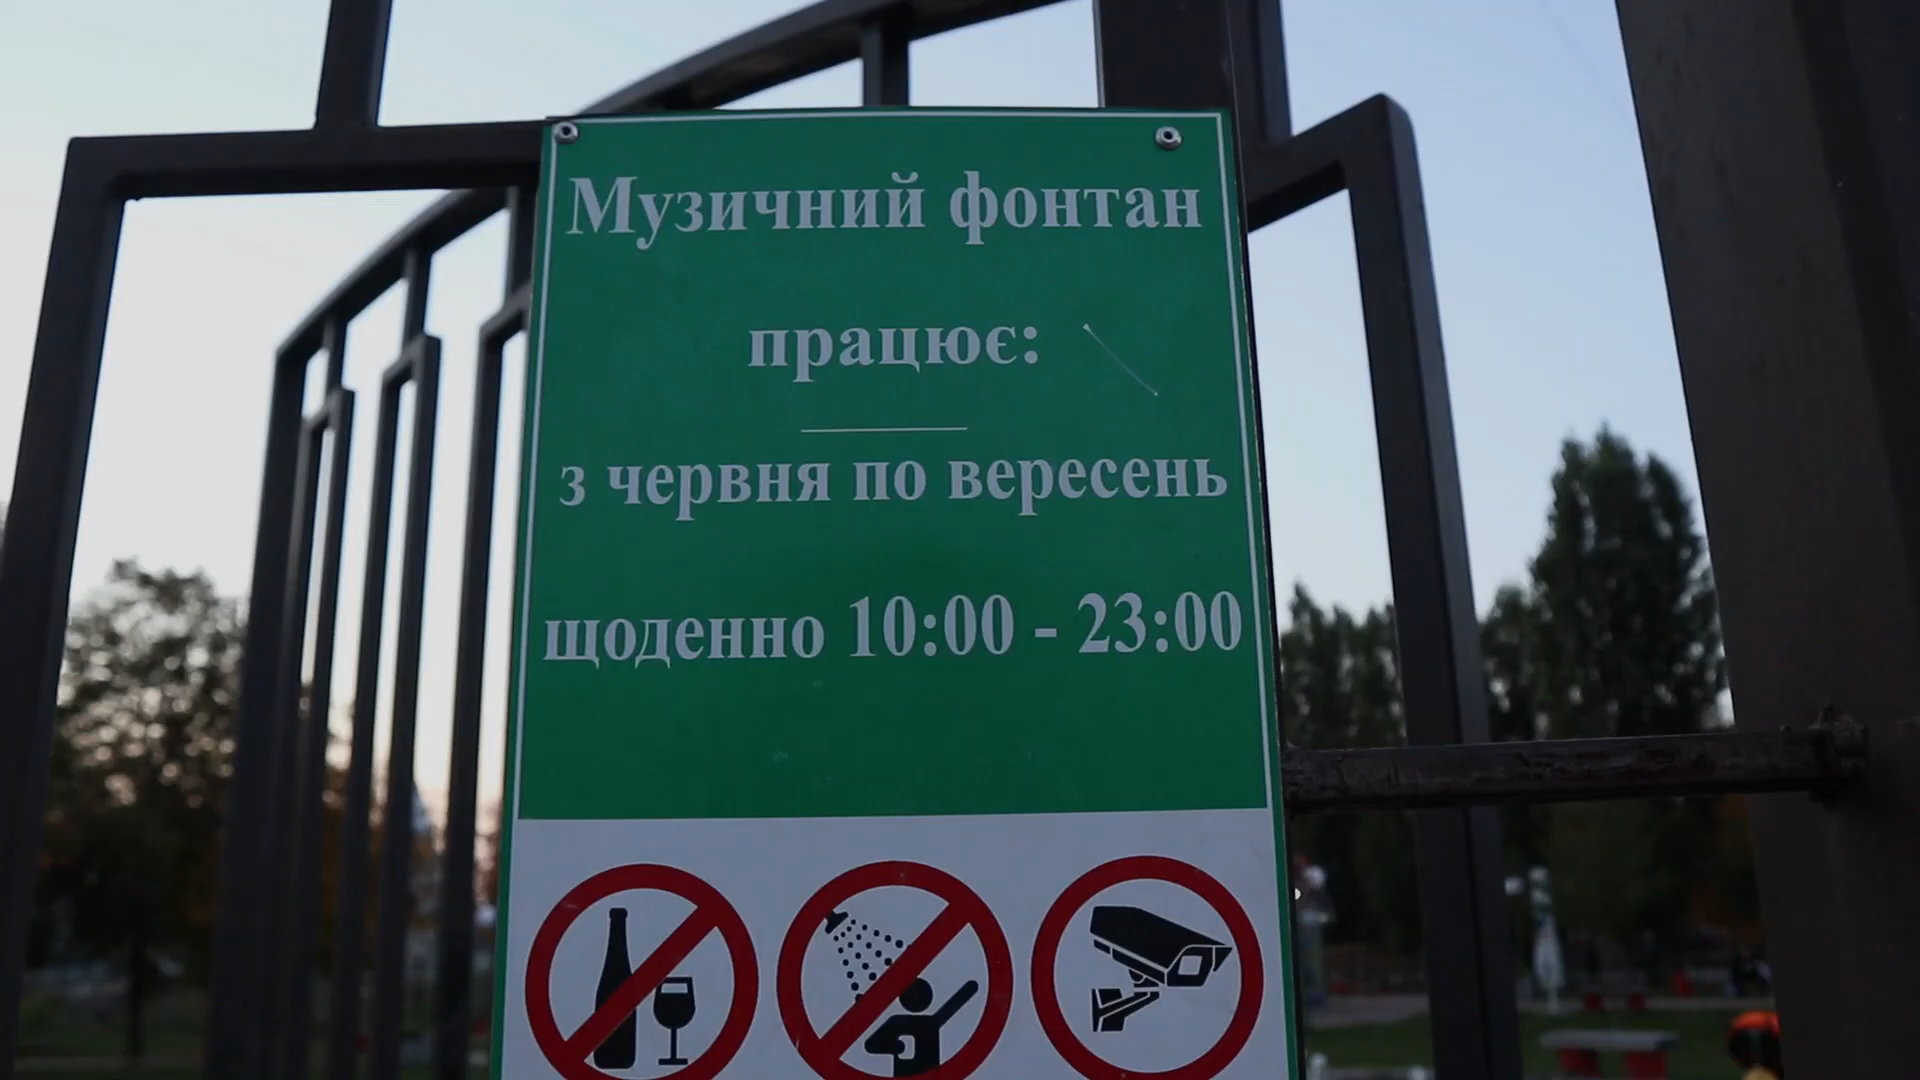 Музичний фонтан
працює:
з червня по вересень
щоденно 10:00 - 23:00